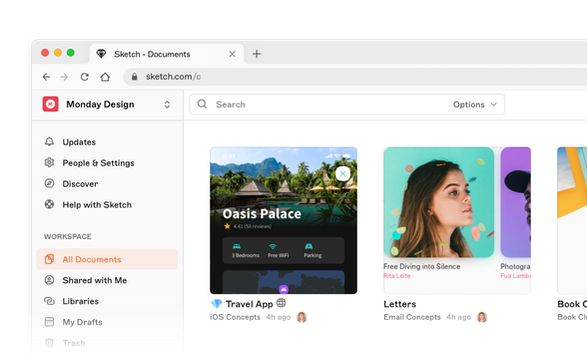 Sketch - Documents
sketch.com/c
Monday Design
Search
Options
Updates
People & Settings
Discover
Help with Sketch
WORKSPACE
All Documents
Shared with Me
Libraries
My Drafts
Trash
Oasis Palace
4.41 (58 reviews)
3 Bedrooms
Free WiFi
Parking
Travel App
iOS Concepts 4h ago
Free Diving into Silence
Rita Leite
Photogra
Fua Lamba
Letters
Email Concepts 4h ago
Book C
Book Clu